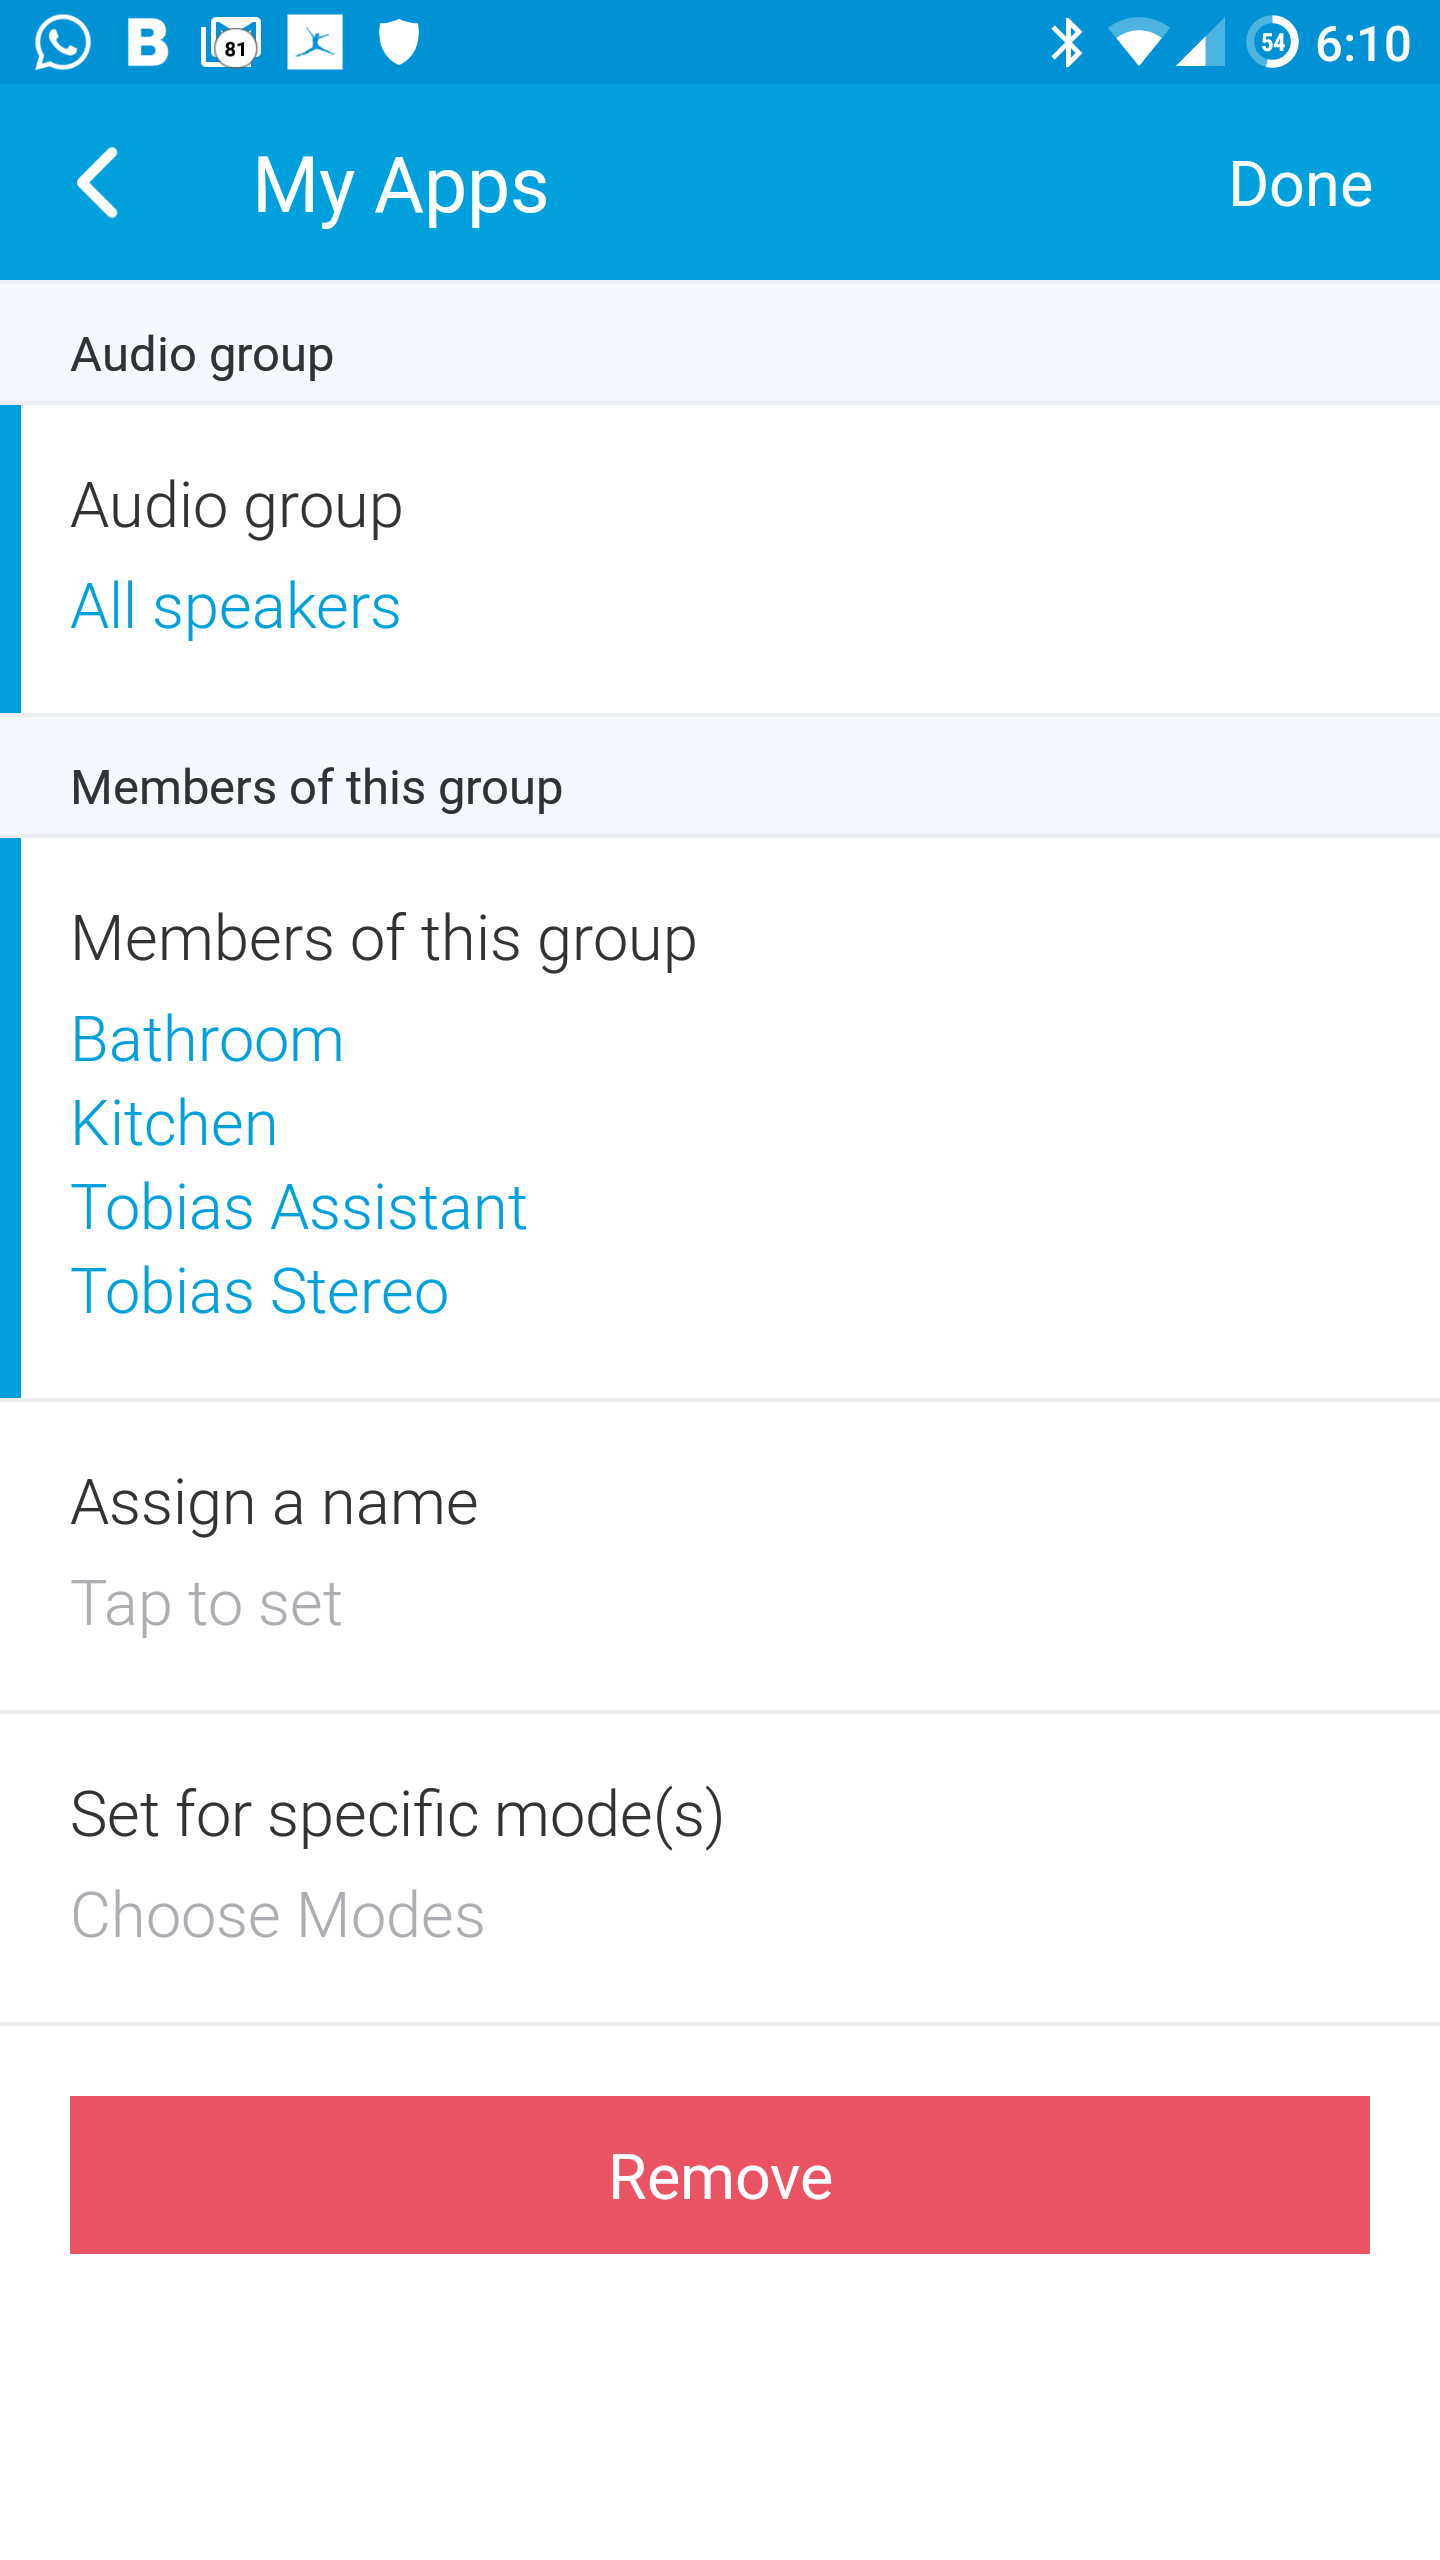 B 81 54 6:10
My Apps Done
Audio group
Audio group
All speakers
Members of this group
Members of this group
Bathroom
Kitchen
Tobias Assistant
Tobias Stereo
Assign a name
Tap to set
Set for specific mode(s)
Choose Modes
Remove